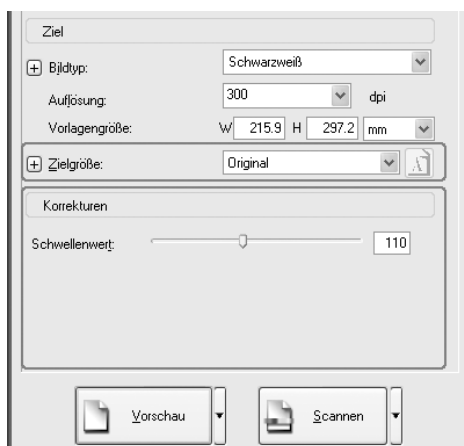 Ziel
Bildtyp: Schwarzweiß
Auflösung: 300 dpi
Vorlagengröße: W 215.9 H 297.2 mm
Zielgröße: Original
Korrekturen
Schwellenwert: 110
Vorschau Scannen